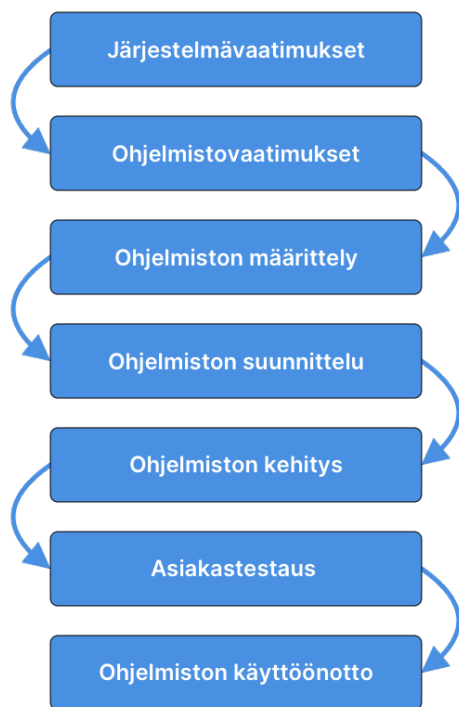 Järjestelmävaatimukset
Ohjelmistovaatimukset
Ohjelmiston määrittely
Ohjelmiston suunnittelu
Ohjelmiston kehitys
Asiakastestaus
Ohjelmiston käyttöönotto